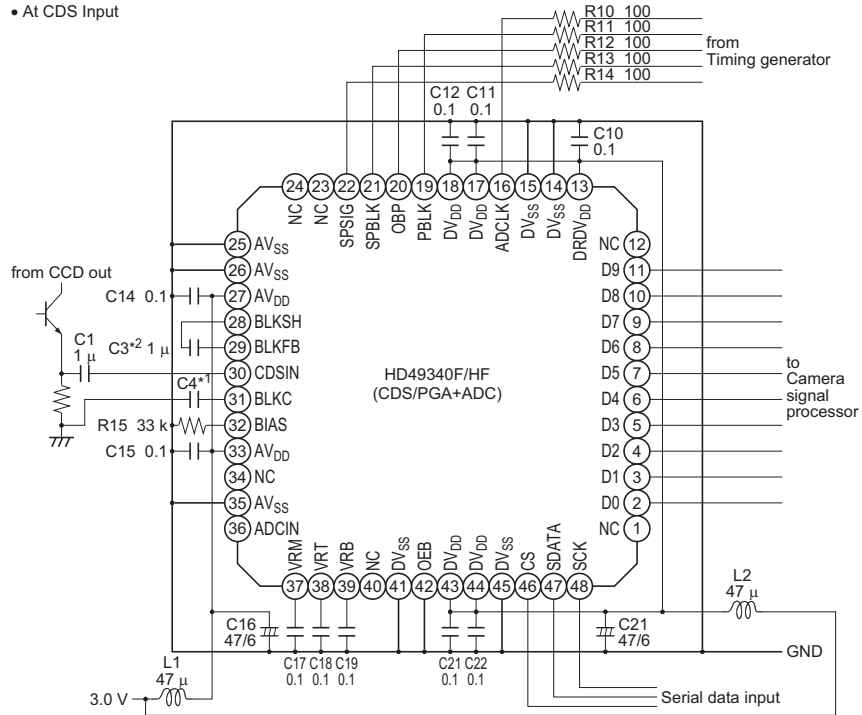 • At CDS Input
R10 100
R11 100
R12 100
R13 100
R14 100
from
Timing generator
C12
0.1
C11
0.1
C10
0.1
24
23
22
21
20
19
18
17
16
15
14
13
NC
NC
SPSIG
SPBLK
OBP
PBLK
DVDD
DVDD
ADCLK
DVSS
DVSS
DRDVDD
25 AVSS
26 AVSS
27 AVDD
28 BLKSH
29 BLKFB
30 CDSIN
31 BLKC
32 BIAS
33 AVDD
34 NC
35 AVSS
36 ADCIN
from CCD out
C14 0.1
C1
1 μ
C3*2 1 μ
C4*1
R15 33 k
C15 0.1
HD49340F/HF
(CDS/PGA+ADC)
NC 12
D9 11
D8 10
D7 9
D6 8
D5 7
D4 6
D3 5
D2 4
D1 3
D0 2
NC 1
to
Camera
signal
processor
VRM
VRT
VRB
NC
DVSS
OEB
DVDD
DVDD
DVSS
CS
SDATA
SCK
37
38
39
40
41
42
43
44
45
46
47
48
C16
47/6
C17
0.1
C18
0.1
C19
0.1
C21
0.1
C22
0.1
C21
47/6
L2
47 μ
GND
L1
47 μ
3.0 V
Serial data input